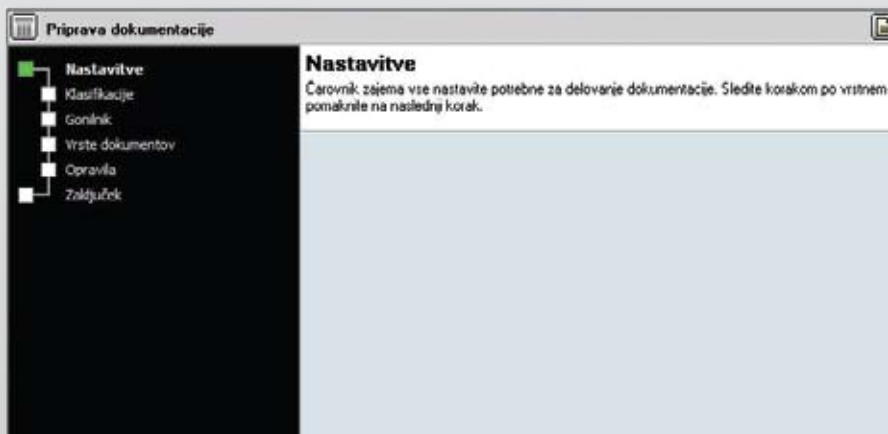 Priprava dokumentacije
Nastavitve
Klasifikacije
Gonilnik
Vrste dokumentov
Opravila
Zaključek
Nastavitve
Čarovnik zajema vse nastavite potrebne za delovanje dokumentacije. Sledite korakom po vrstnem
pomaknite na naslednji korak.